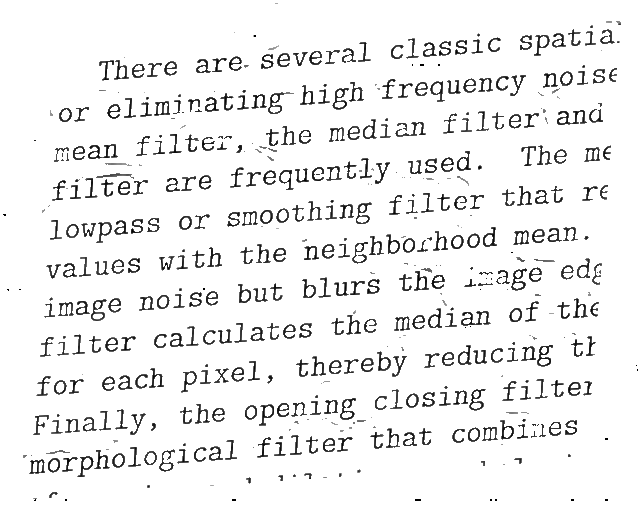 There are several classic spatia
or eliminating high frequency noise
mean filter, the median filter and
filter are frequently used. The me
lowpass or smoothing filter that re
values with the neighborhood mean.
image noise but blurs the image edg
filter calculates the median of the
for each pixel, thereby reducing th
Finally, the opening closing filter
morphological filter that combines